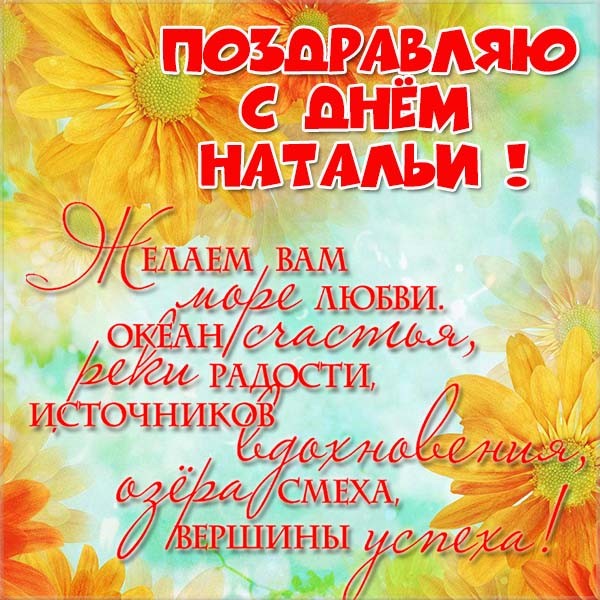 ПОЗДРАВЛЯЮ
С ДНЁМ
НАТАЛЬИ !
Желаем вам
море любви.
океан счастья,
реки радости,
источников
вдохновения,
озёра смеха,
вершины успеха!